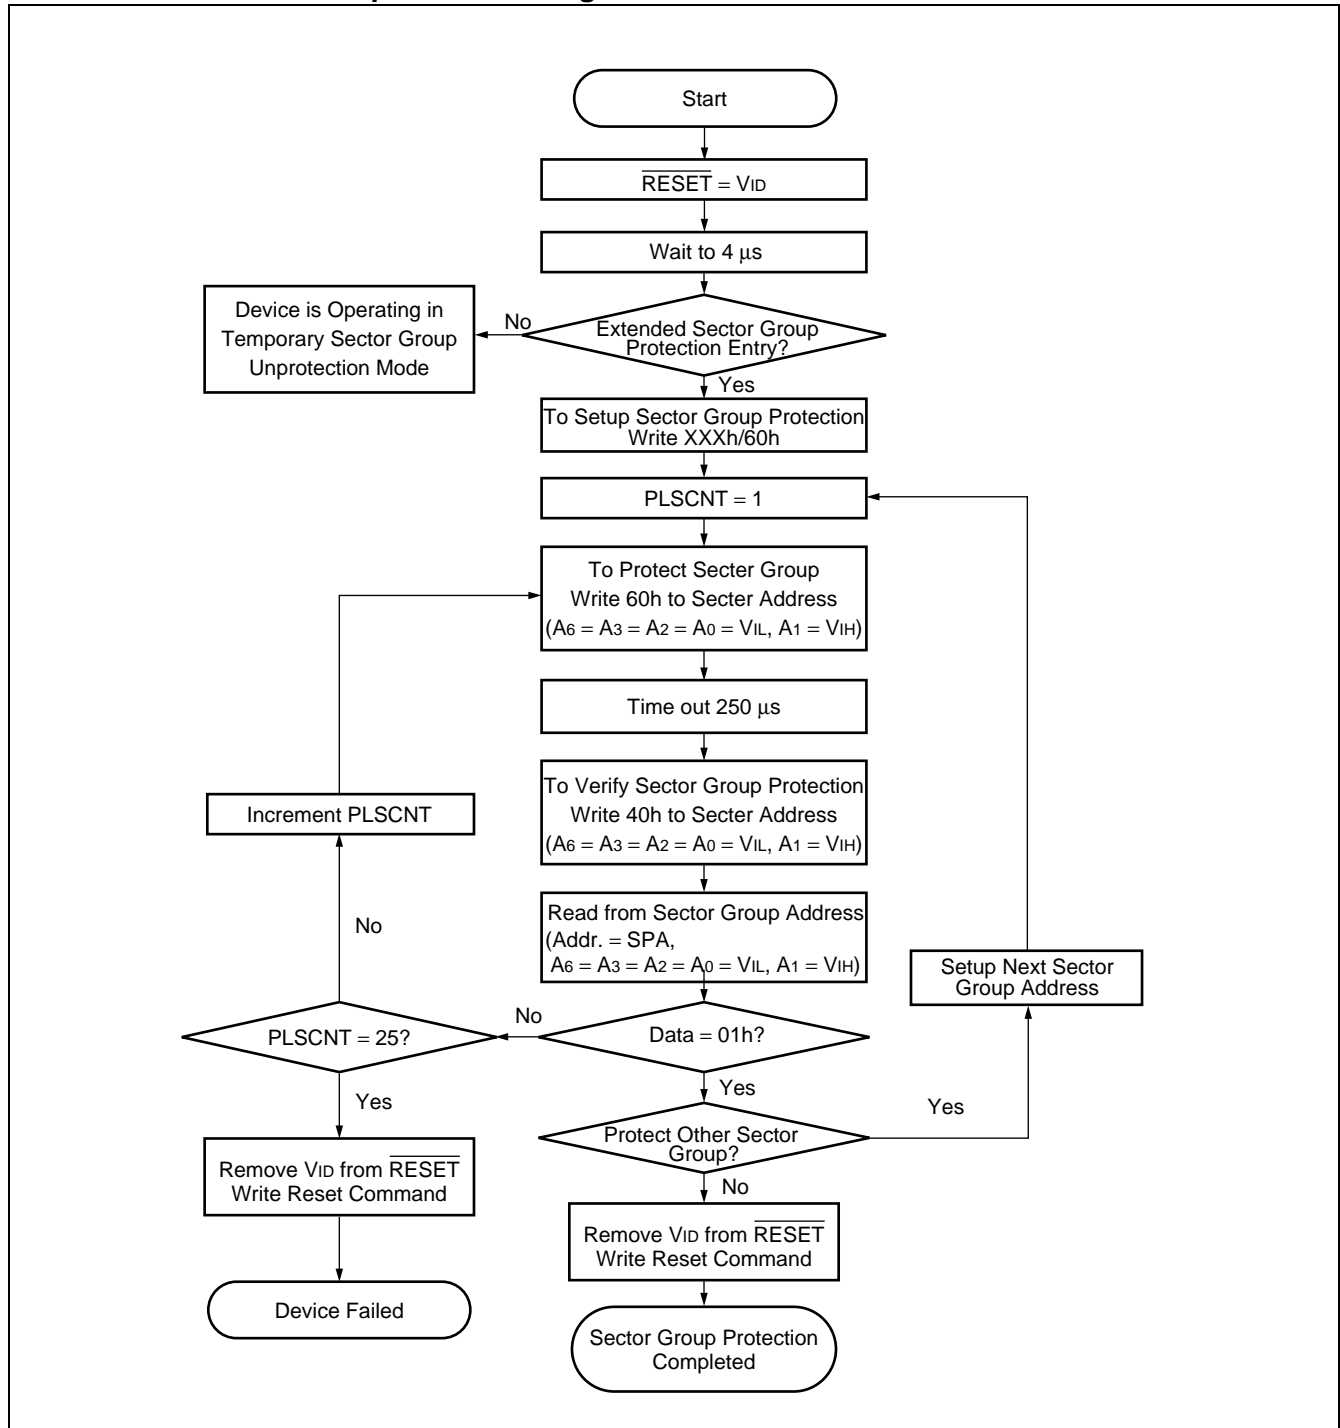 Start
RESET = VID
Wait to 4 μs
Device is Operating in
Temporary Sector Group
Unprotection Mode
No
Extended Sector Group
Protection Entry?
Yes
To Setup Sector Group Protection
Write XXXh/60h
PLSCNT = 1
To Protect Secter Group
Write 60h to Secter Address
(A6 = A3 = A2 = A0 = VIL, A1 = VIH)
Time out 250 μs
To Verify Sector Group Protection
Write 40h to Secter Address
(A6 = A3 = A2 = A0 = VIL, A1 = VIH)
Increment PLSCNT
Read from Sector Group Address
(Addr. = SPA,
A6 = A3 = A2 = A0 = VIL, A1 = VIH)
No
Setup Next Sector
Group Address
PLSCNT = 25?
No
Data = 01h?
Yes
Yes
Yes
Protect Other Sector
Group?
No
Remove VID from RESET
Write Reset Command
Remove VID from RESET
Write Reset Command
Device Failed
Sector Group Protection
Completed